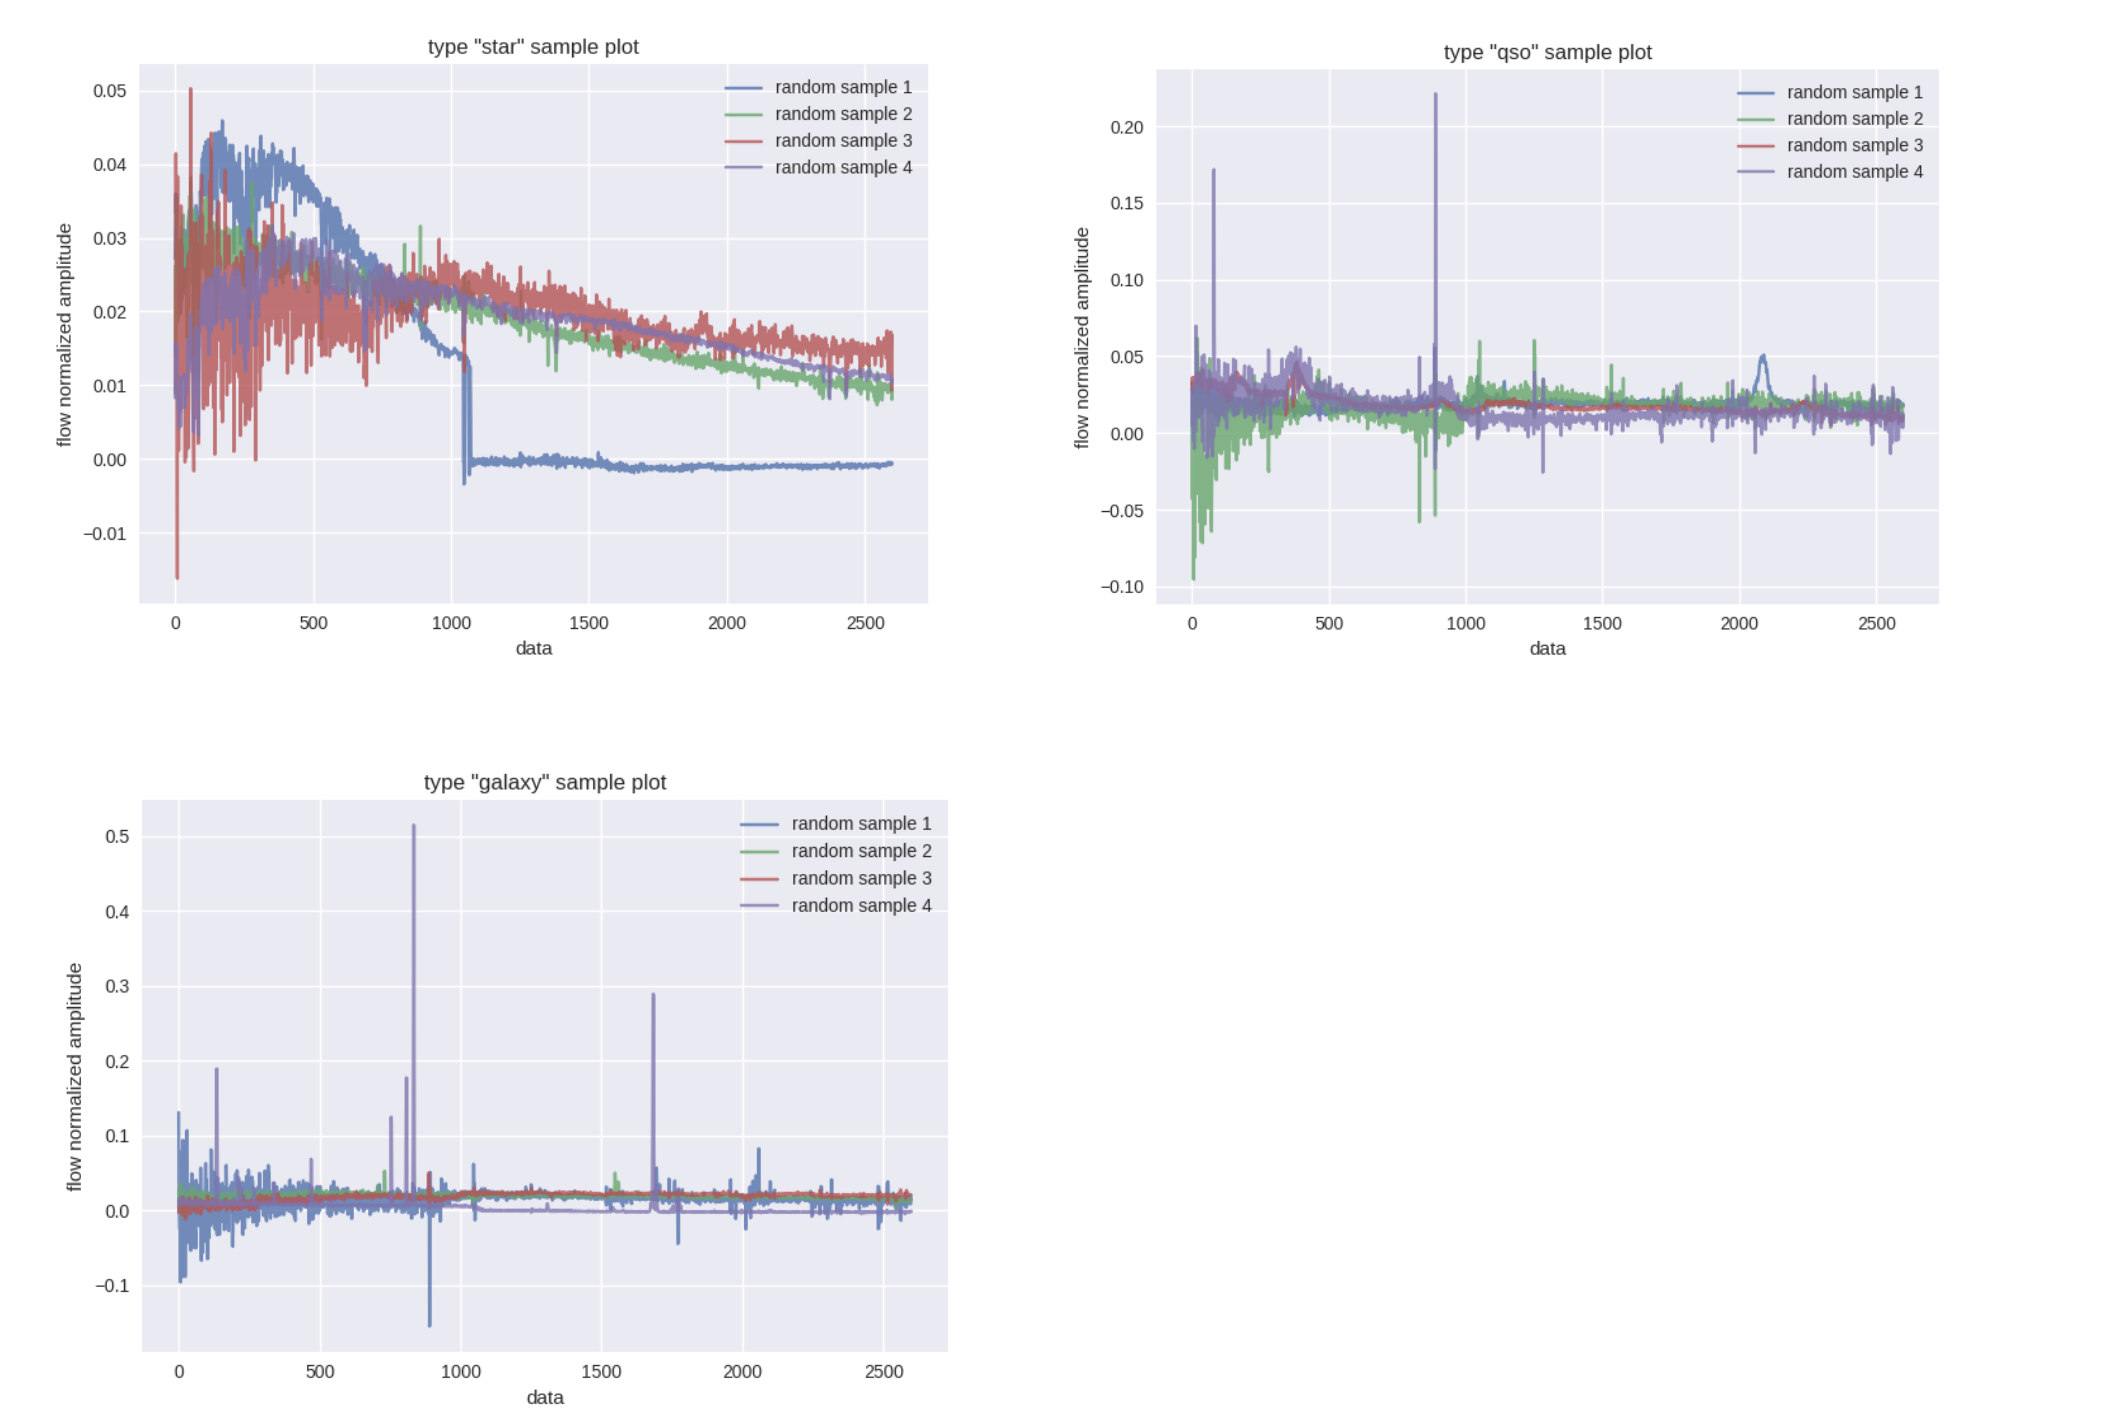 type "star" sample plot
random sample 1
random sample 2
random sample 3
random sample 4
0.05
0.04
0.03
0.02
0.01
0.00
−0.01
flow normalized amplitude
0 500 1000 1500 2000 2500
data
type "qso" sample plot
random sample 1
random sample 2
random sample 3
random sample 4
0.20
0.15
0.10
0.05
0.00
−0.05
−0.10
flow normalized amplitude
0 500 1000 1500 2000 2500
data
type "galaxy" sample plot
random sample 1
random sample 2
random sample 3
random sample 4
0.5
0.4
0.3
0.2
0.1
0.0
−0.1
flow normalized amplitude
0 500 1000 1500 2000 2500
data